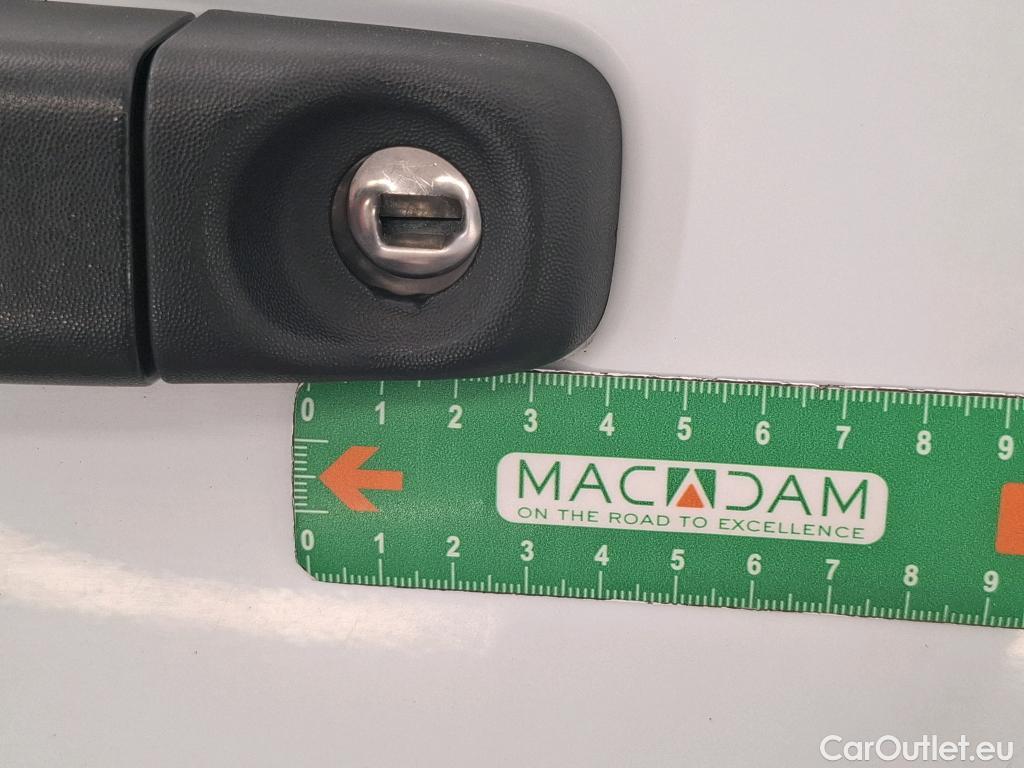 0 1 2 3 4 5 6 7 8 9
MACADAM
ON THE ROAD TO EXCELLENCE
0 1 2 3 4 5 6 7 8 9
CarOutlet.eu